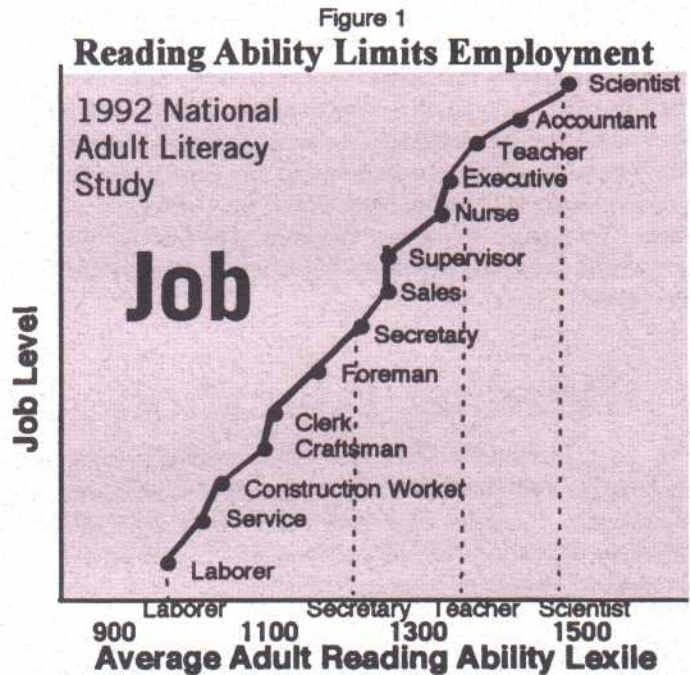 Figure 1
Reading Ability Limits Employment
1992 National
Adult Literacy
Study
Job
Job Level
Scientist
Accountant
Teacher
Executive
Nurse
Supervisor
Sales
Secretary
Foreman
Clerk
Craftsman
Construction Worker
Service
Laborer
Laborer Secretary Teacher Scientist
900 1100 1300 1500
Average Adult Reading Ability Lexile